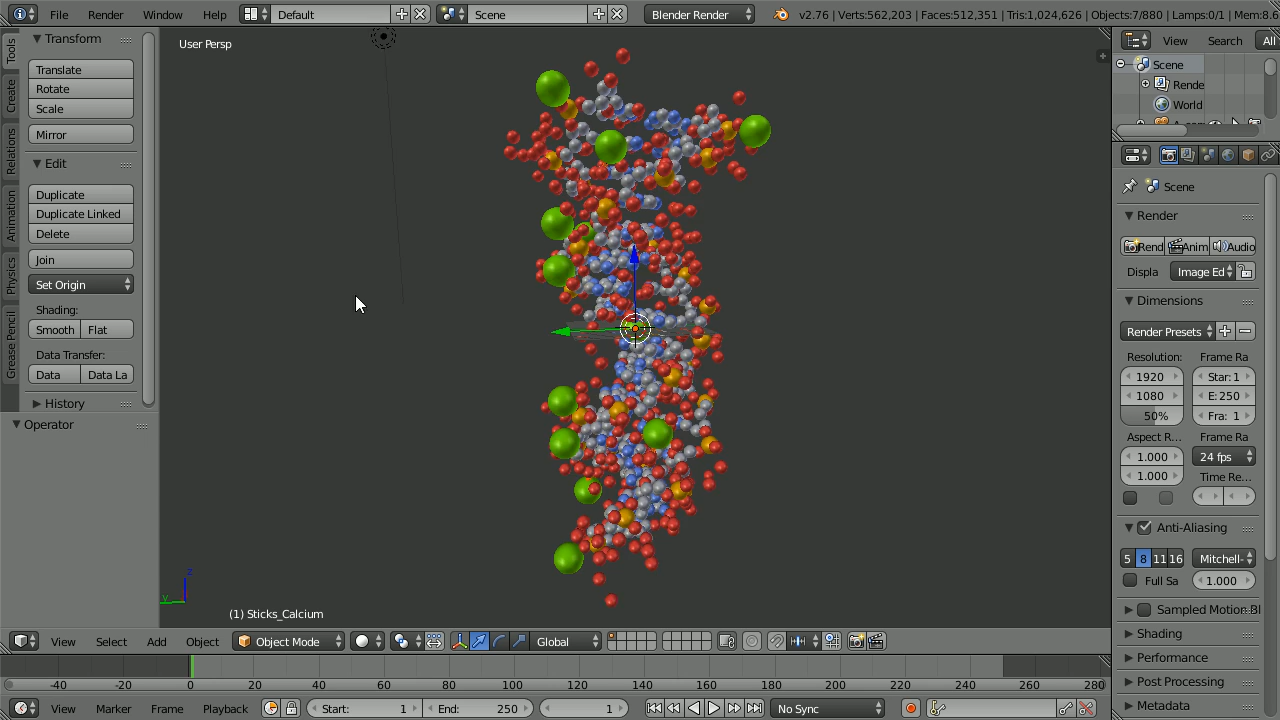 File Render Window Help Default Scene Blender Render v2.76 | Verts:562,203 | Faces:512,351 | Tris:1,024,626 | Objects:7/880 | Lamps:0/1 | Mem:8.6
Tools
Create
Relations
Animation
Physics
Grease Pencil
Transform
Translate
Rotate
Scale
Mirror
Edit
Duplicate
Duplicate Linked
Delete
Join
Set Origin
Shading:
Smooth Flat
Data Transfer:
Data Data La
History
Operator
User Persp
z
y
(1) Sticks_Calcium
View Search All
Scene
Rende
World
Scene
Render
Rend Anim Audio
Displa Image Ed
Dimensions
Render Presets
Resolution: Frame Ra
1920 Star: 1
1080 E: 250
50% Fra: 1
Aspect R... Frame Ra
1.000 24 fps
1.000 Time Re...
Anti-Aliasing
5 8 11 16 Mitchell-
Full Sa 1.000
Sampled Motion Bl
Shading
Performance
Post Processing
Metadata
View Select Add Object Object Mode Global
-40 -20 0 20 40 60 80 100 120 140 160 180 200 220 240 260 280
View Marker Frame Playback Start: 1 End: 250 1 No Sync